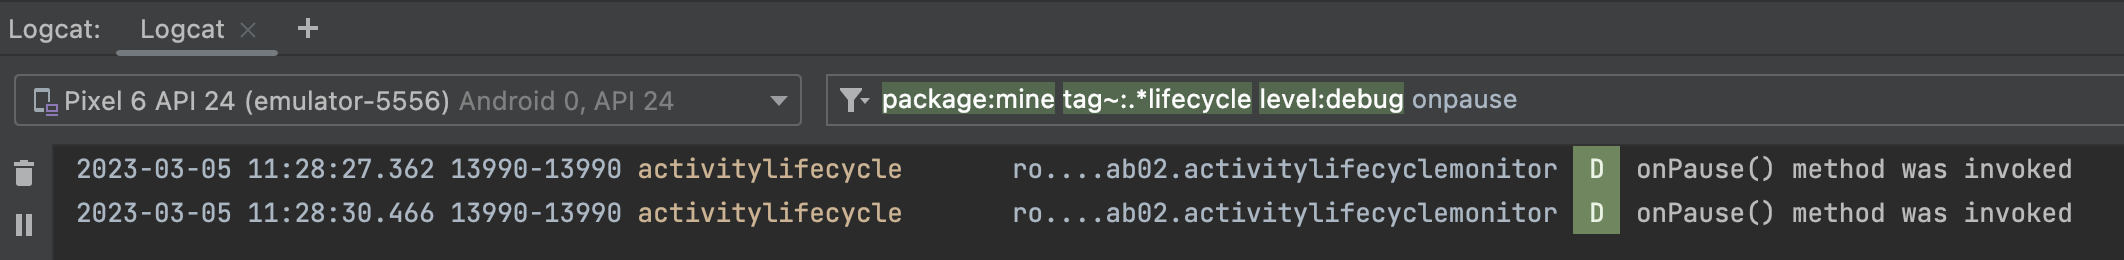 Logcat: Logcat × +
Pixel 6 API 24 (emulator-5556) Android 0, API 24 package:mine tag~:.*lifecycle level:debug onpause
2023-03-05 11:28:27.362 13990-13990 activitylifecycle ro....ab02.activitylifecyclemonitor D onPause() method was invoked
2023-03-05 11:28:30.466 13990-13990 activitylifecycle ro....ab02.activitylifecyclemonitor D onPause() method was invoked